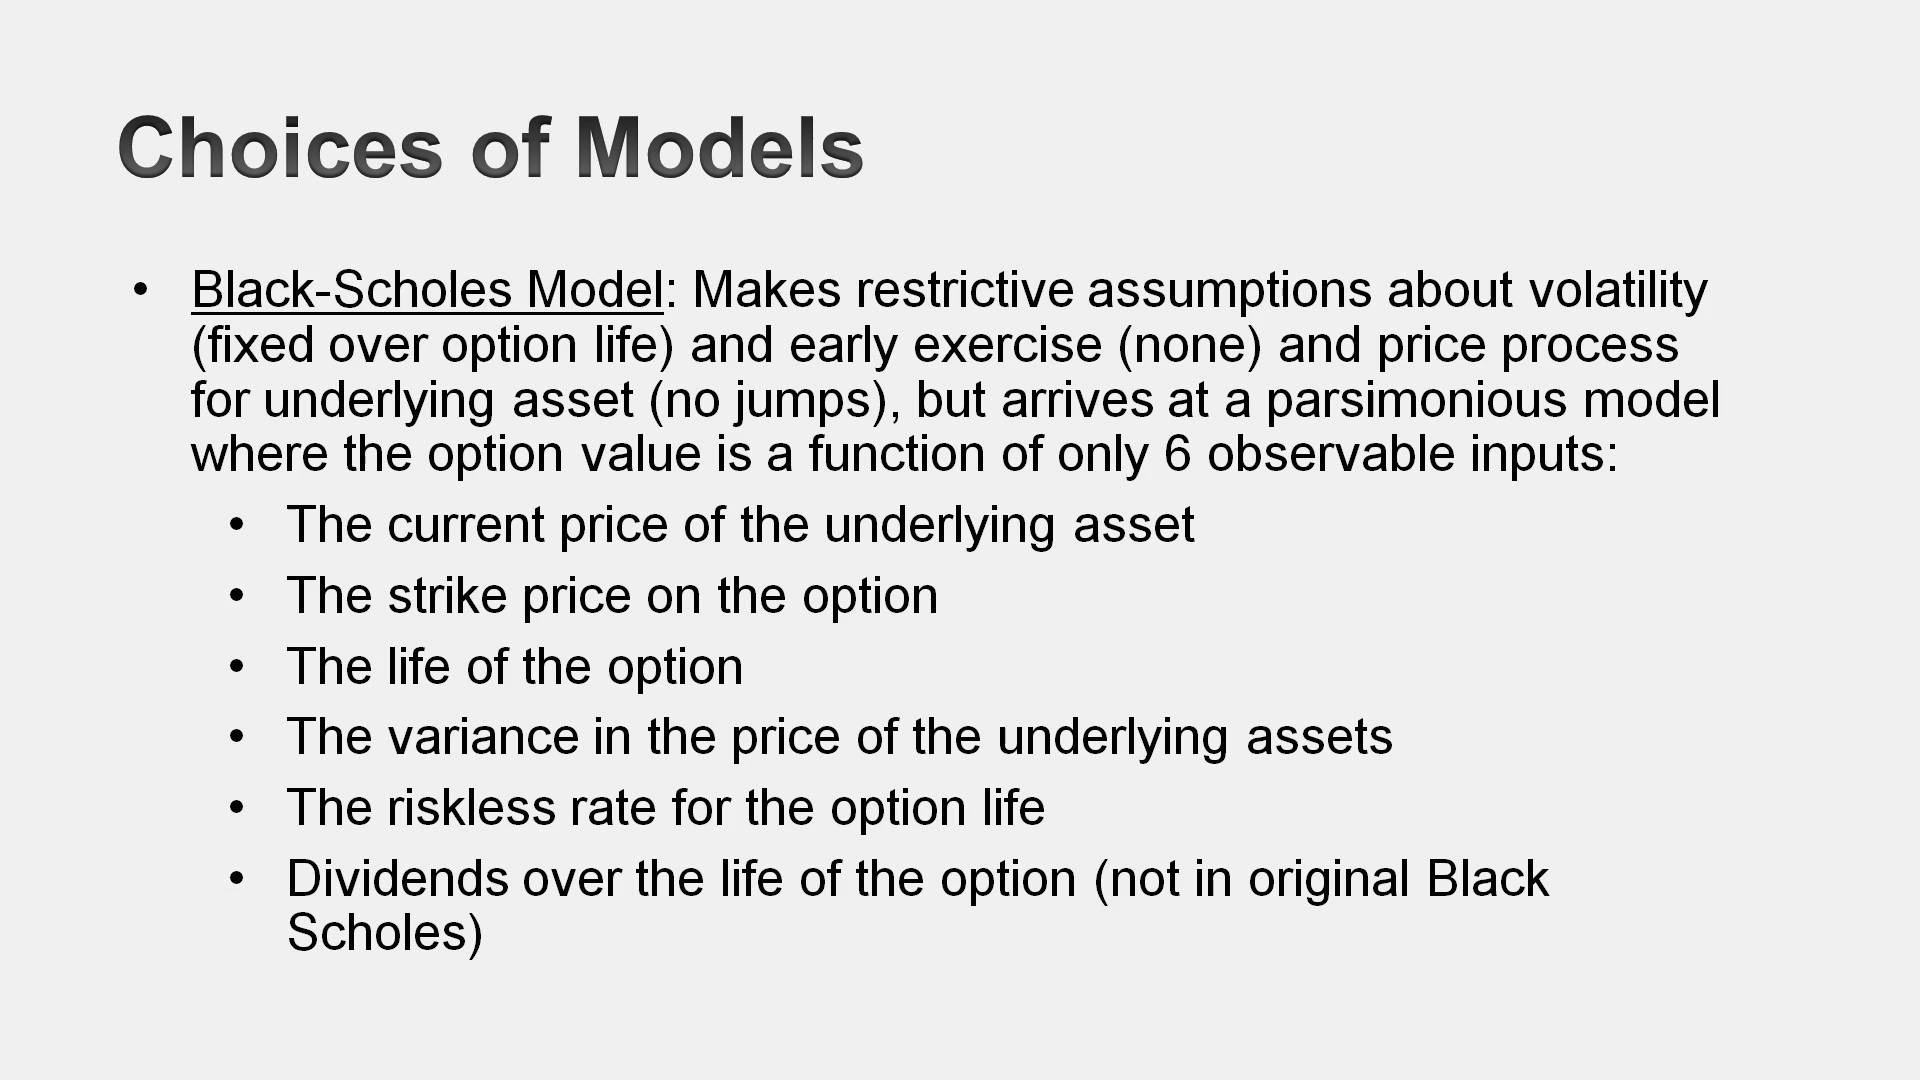 Choices of Models
• Black-Scholes Model: Makes restrictive assumptions about volatility
(fixed over option life) and early exercise (none) and price process
for underlying asset (no jumps), but arrives at a parsimonious model
where the option value is a function of only 6 observable inputs:
• The current price of the underlying asset
• The strike price on the option
• The life of the option
• The variance in the price of the underlying assets
• The riskless rate for the option life
• Dividends over the life of the option (not in original Black
Scholes)